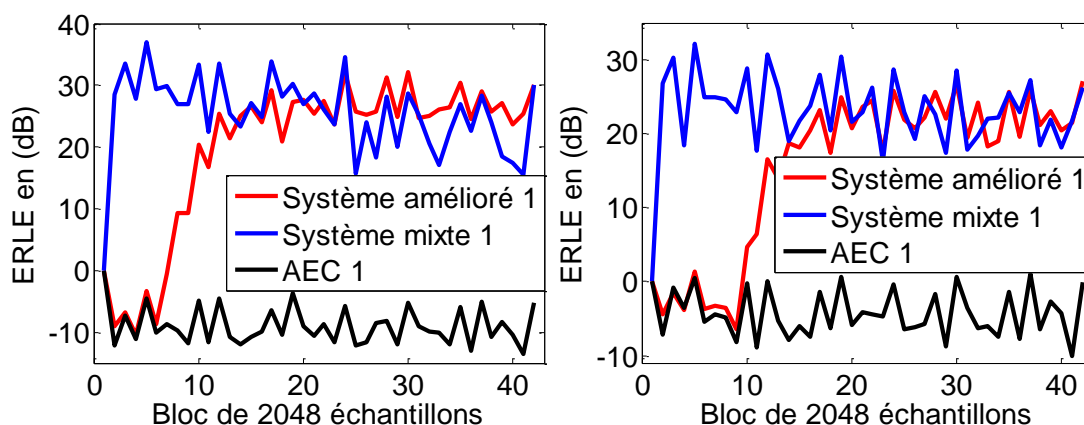 40
30
20
10
0
-10
ERLE en (dB)
Système amélioré 1
Système mixte 1
AEC 1
0 10 20 30 40
Bloc de 2048 échantillons
30
20
10
0
-10
ERLE en (dB)
Système amélioré 1
Système mixte 1
AEC 1
0 10 20 30 40
Bloc de 2048 échantillons